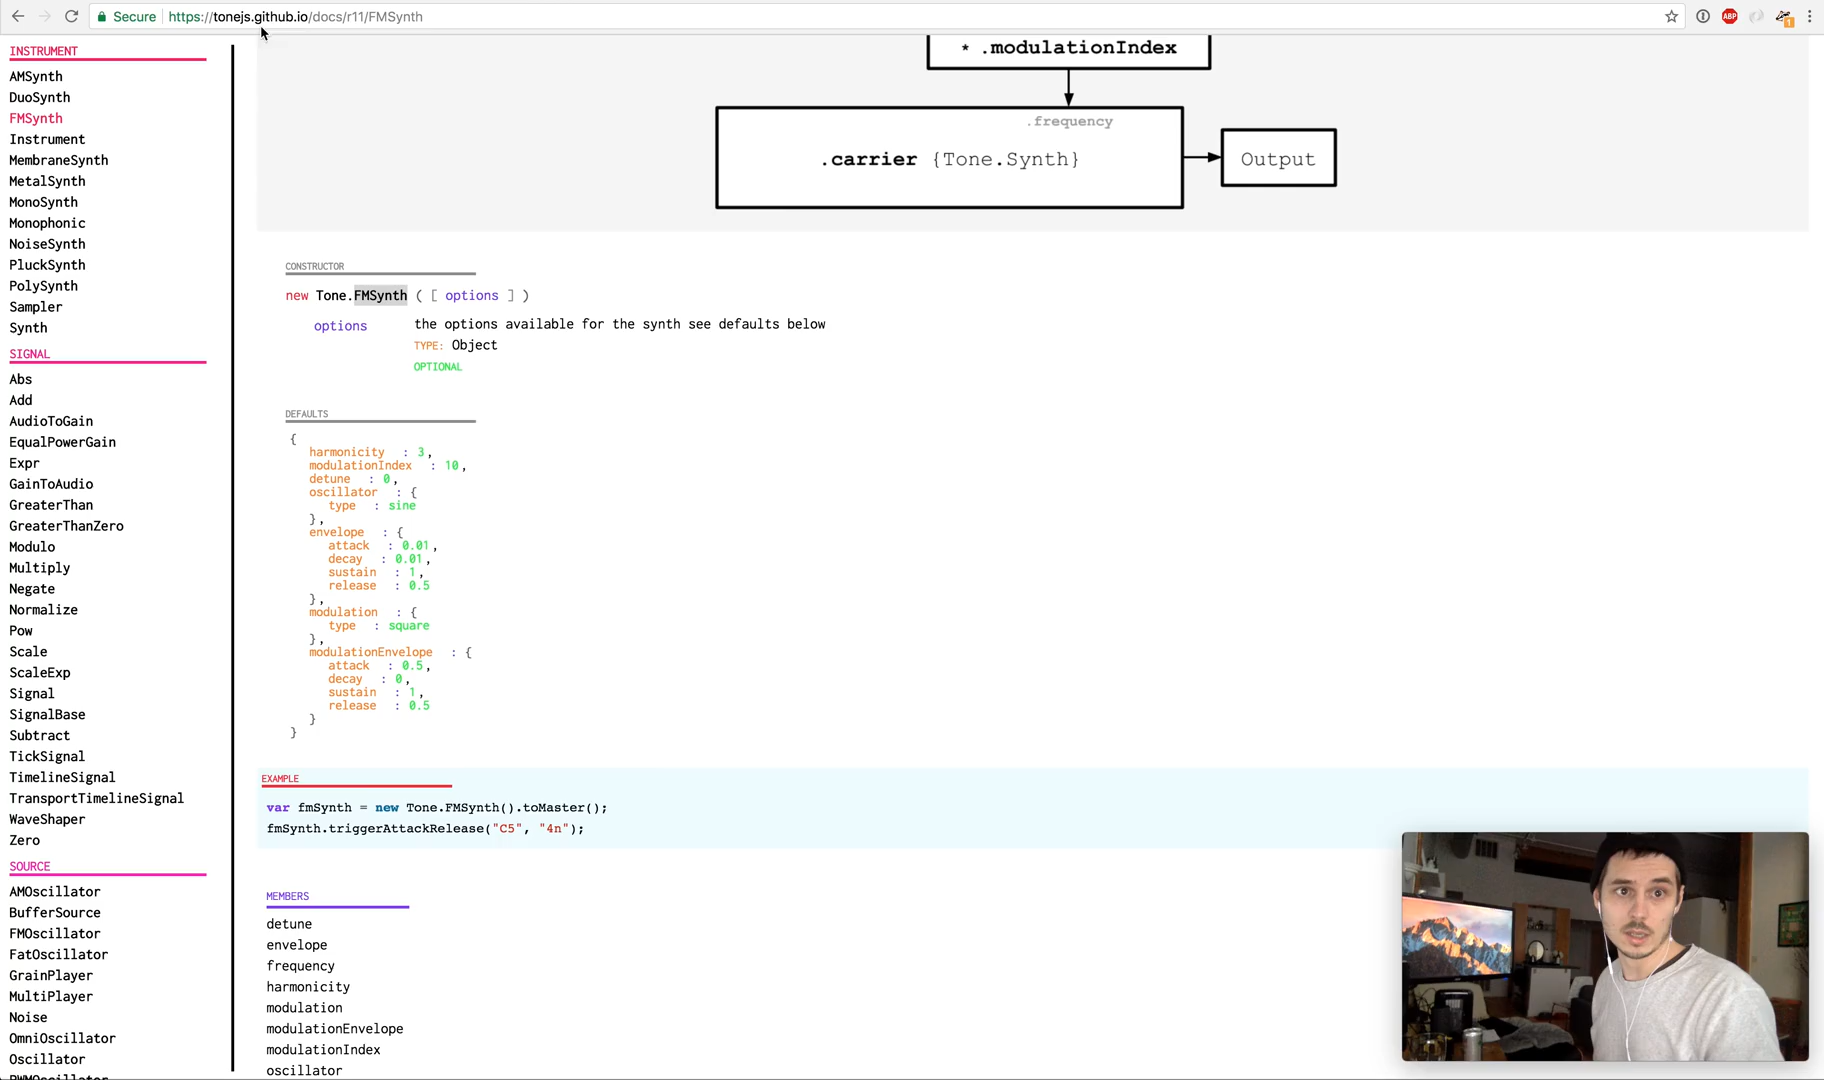 Secure
https://tonejs.github.io/docs/r11/FMSynth
ABP
1
INSTRUMENT
AMSynth
DuoSynth
FMSynth
Instrument
MembraneSynth
MetalSynth
MonoSynth
Monophonic
NoiseSynth
PluckSynth
PolySynth
Sampler
Synth
SIGNAL
Abs
Add
AudioToGain
EqualPowerGain
Expr
GainToAudio
GreaterThan
GreaterThanZero
Modulo
Multiply
Negate
Normalize
Pow
Scale
ScaleExp
Signal
SignalBase
Subtract
TickSignal
TimelineSignal
TransportTimelineSignal
WaveShaper
Zero
SOURCE
AMOscillator
BufferSource
FMOscillator
FatOscillator
GrainPlayer
MultiPlayer
Noise
OmniOscillator
Oscillator
PWMOscillator
* .modulationIndex
.frequency
.carrier {Tone.Synth}
Output
CONSTRUCTOR
new Tone.FMSynth ( [ options ] )
options the options available for the synth see defaults below
TYPE: Object
OPTIONAL
DEFAULTS
{
harmonicity : 3,
modulationIndex : 10,
detune : 0,
oscillator : {
type : sine
},
envelope : {
attack : 0.01,
decay : 0.01,
sustain : 1,
release : 0.5
},
modulation : {
type : square
},
modulationEnvelope : {
attack : 0.5,
decay : 0,
sustain : 1,
release : 0.5
}
}
EXAMPLE
var fmSynth = new Tone.FMSynth().toMaster();
fmSynth.triggerAttackRelease("C5", "4n");
MEMBERS
detune
envelope
frequency
harmonicity
modulation
modulationEnvelope
modulationIndex
oscillator